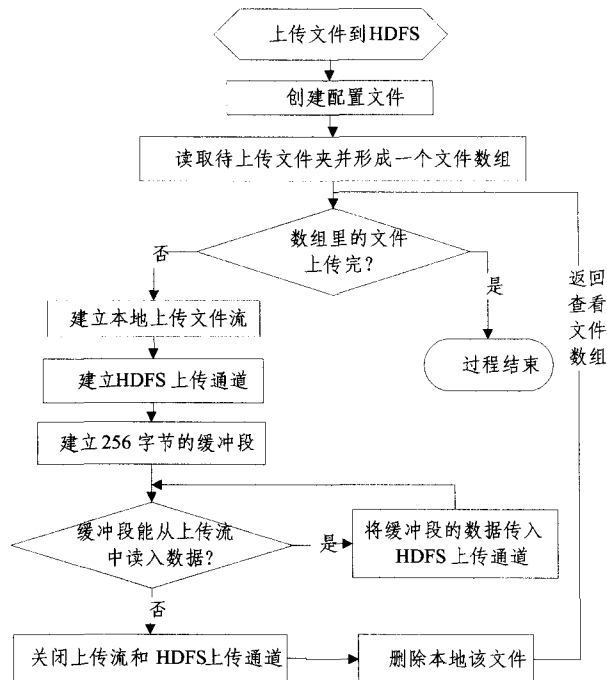 上传文件到HDFS
创建配置文件
读取待上传文件夹并形成一个文件数组
数组里的文件
上传完?
否
是
返回
查看
文件
数组
建立本地上传文件流
过程结束
建立HDFS 上传通道
建立256 字节的缓冲段
缓冲段能从上传流
中读入数据?
是
将缓冲段的数据传入
HDFS 上传通道
否
关闭上传流和 HDFS上传通道
删除本地该文件